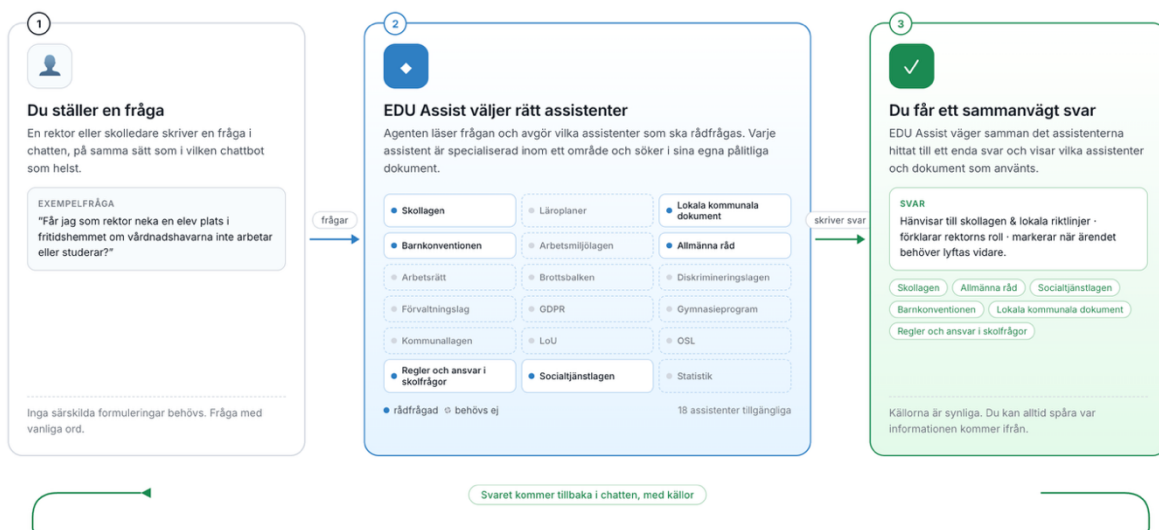 1
Du ställer en fråga
En rektor eller skolledare skriver en fråga i
chatten, på samma sätt som i vilken chattbot
som helst.
EXEMPELFRÅGA
”Får jag som rektor neka en elev plats i
fritidshemmet om vårdnadshavarna inte arbetar
eller studerar?”
Inga särskilda formuleringar behövs. Fråga med
vanliga ord.
frågar
2
EDU Assist väljer rätt assistenter
Agenten läser frågan och avgör vilka assistenter som ska rådfrågas. Varje
assistent är specialiserad inom ett område och söker i sina egna pålitliga
dokument.
Skollagen
Läroplaner
Lokala kommunala
dokument
Barnkonventionen
Arbetsmiljölagen
Allmänna råd
Arbetsrätt
Brottsbalken
Diskrimineringslagen
Förvaltningslag
GDPR
Gymnasieprogram
Kommunallagen
LoU
OSL
Regler och ansvar i
skolfrågor
Socialtjänstlagen
Statistik
rådfrågad behövs ej
18 assistenter tillgängliga
skriver svar
3
Du får ett sammanvägt svar
EDU Assist väger samman det assistenterna
hittat till ett enda svar och visar vilka assistenter
och dokument som använts.
SVAR
Hänvisar till skollagen & lokala riktlinjer ·
förklarar rektorns roll · markerar när ärendet
behöver lyftas vidare.
Skollagen Allmänna råd Socialtjänstlagen
Barnkonventionen Lokala kommunala dokument
Regler och ansvar i skolfrågor
Källorna är synliga. Du kan alltid spåra var
informationen kommer ifrån.
Svaret kommer tillbaka i chatten, med källor